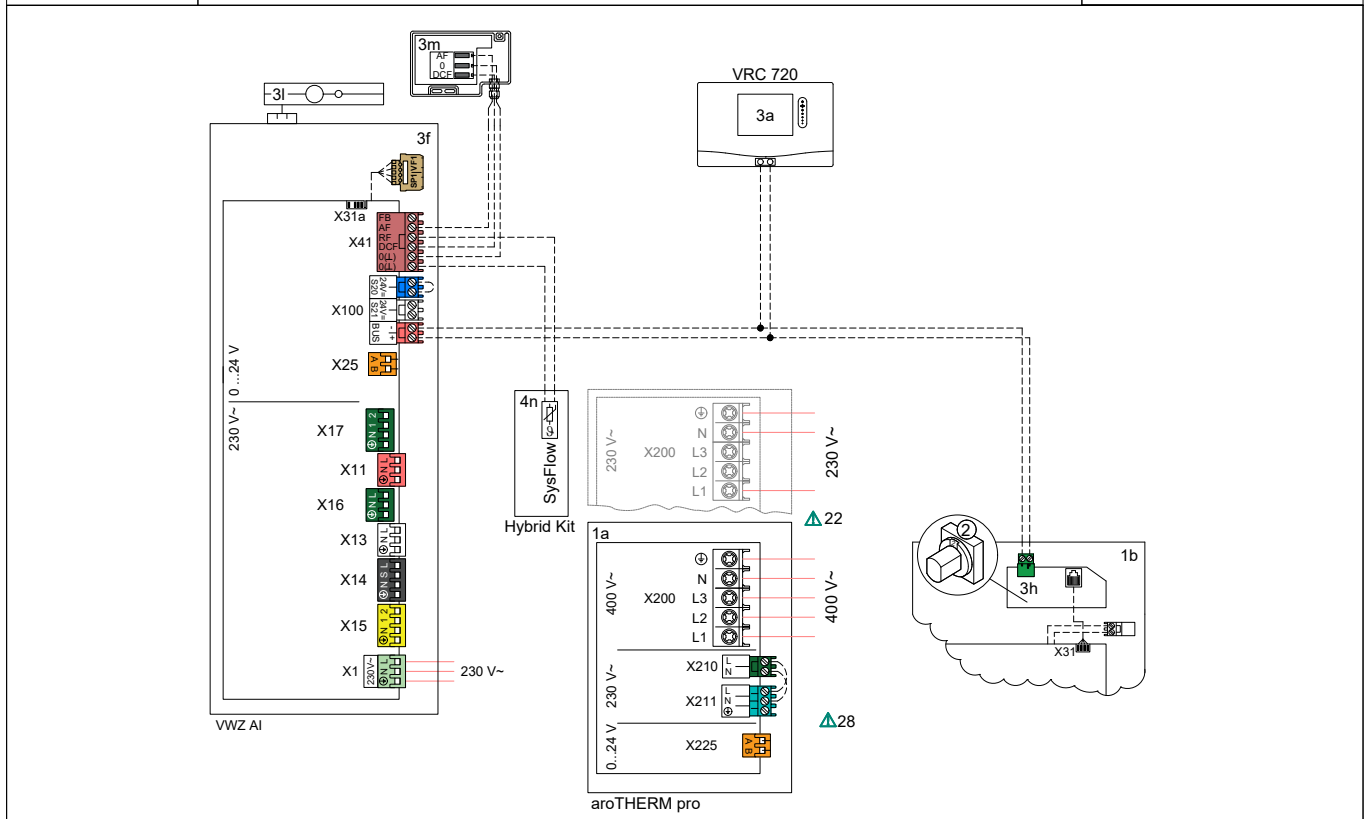 3m
AF
0
DCF
VRC 720
3a
3l
3f
SP1|VF1
X31a
X41
FB
AF
RF
DCF
0(⊥)
0(⊥)
X100
S20 24V=
S21 24V=
BUS - +
X25
A B
0 ...24 V
230 V~
X17
⏚ N 1 2
X11
⏚ N L
X16
⏚ N L
X13
⏚ N L
X14
⏚ N S L
X15
⏚ N 1 2
X1
230V~
⏚ N L
230 V~
VWZ AI
4n
ϑ
SysFlow
Hybrid Kit
230 V~
X200
⏚
N
L3
L2
L1
230 V~
22
1a
400 V~
X200
⏚
N
L3
L2
L1
400 V~
230 V~
X210
L
N
X211
L
N
⏚
28
0...24 V
X225
A B
aroTHERM pro
2
1b
3h
X31